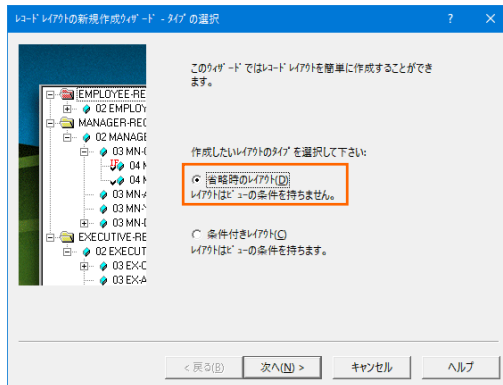 ﾚｺｰﾄﾞ ﾚｲｱｳﾄの新規作成ｳｨｻﾞｰﾄﾞ - ﾀｲﾌﾟの選択
? ×
このｳｨｻﾞｰﾄﾞではﾚｺｰﾄﾞ ﾚｲｱｳﾄを簡単に作成することができ
ます。
EMPLOYEE-RE
02 EMPLOY
MANAGER-REC
02 MANAGE
03 MN-
04
04
03 MN-
03 MN-
03 MN-
EXECUTIVE-RE
02 EXECUT
03 EX-
03 EX-A
作成したいﾚｲｱｳﾄのﾀｲﾌﾟを選択して下さい:
省略時のﾚｲｱｳﾄ(D)
ﾚｲｱｳﾄはﾋﾞｭｰの条件を持ちません。
条件付きﾚｲｱｳﾄ(C)
ﾚｲｱｳﾄはﾋﾞｭｰの条件を持ちます。
< 戻る(B) 次へ(N) > キャンセル ヘルプ